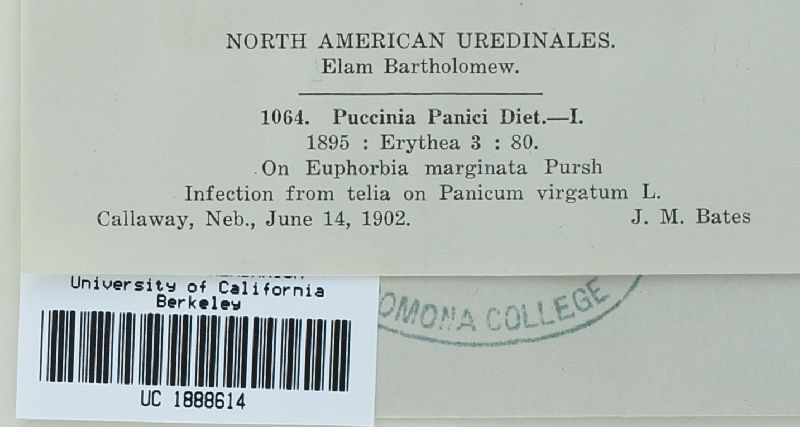 NORTH AMERICAN UREDINALES.
Elam Bartholomew.
1064. Puccinia Panici Diet.—I.
1895 : Erythea 3 : 80.
On Euphorbia marginata Pursh
Infection from telia on Panicum virgatum L.
Callaway, Neb., June 14, 1902. J. M. Bates
University of California
Berkeley
UC 1888614
OMONA COLLEGE